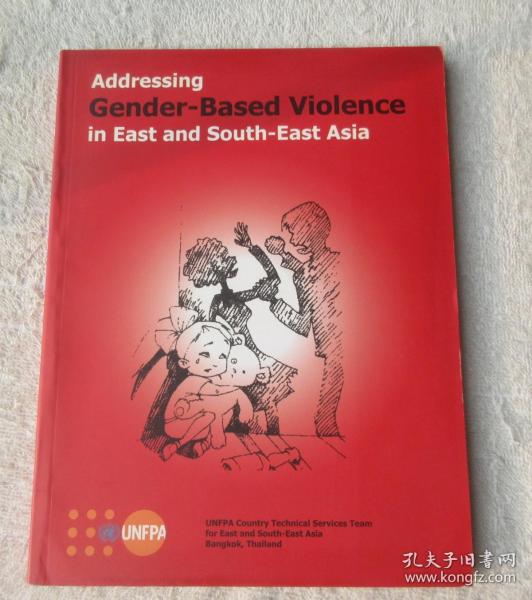 Addressing
Gender-Based Violence
in East and South-East Asia
UNFPA
UNFPA Country Technical Services Team
for East and South-East Asia
Bangkok, Thailand
孔夫子旧书网
www.kongfz.com